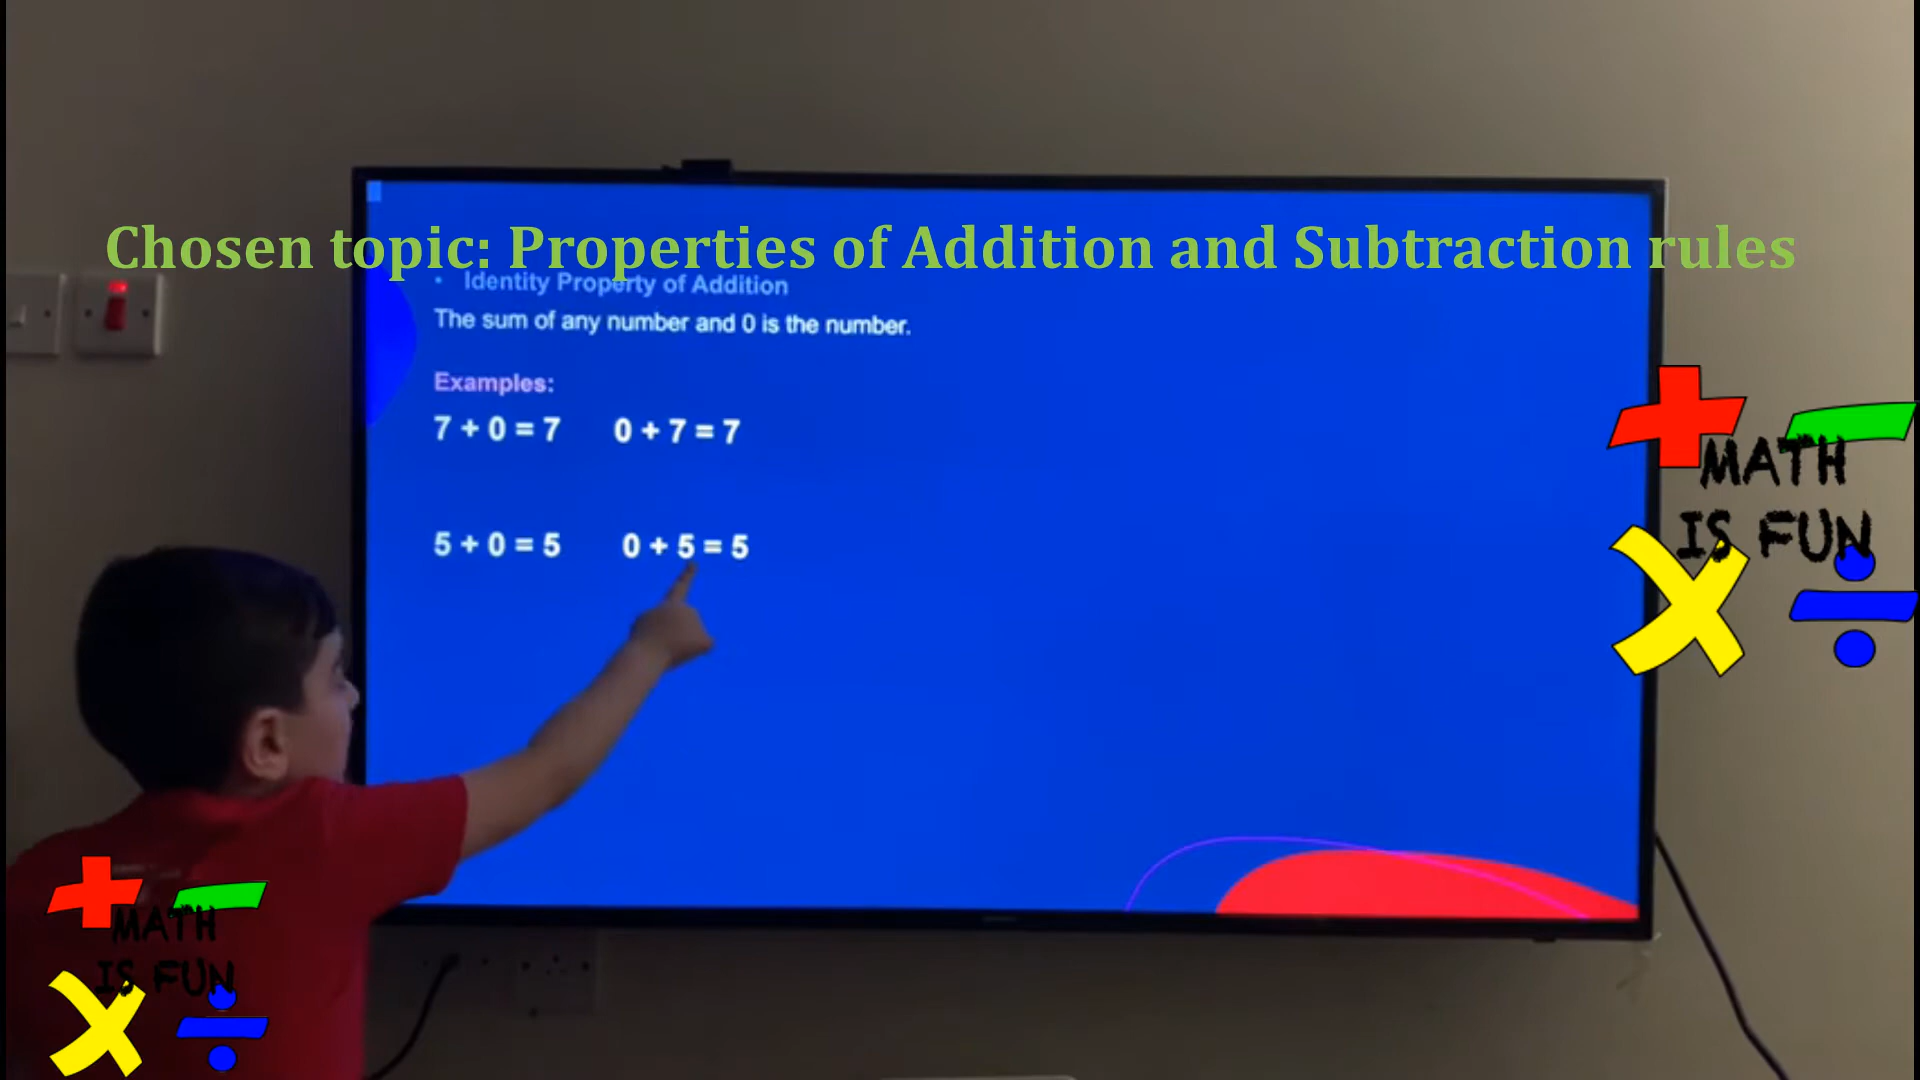 Chosen topic: Properties of Addition and Subtraction rules
• Identity Property of Addition
The sum of any number and 0 is the number.
Examples:
7 + 0 = 7 0 + 7 = 7
5 + 0 = 5 0 + 5 = 5
MATH
IS FUN
MATH
IS FUN